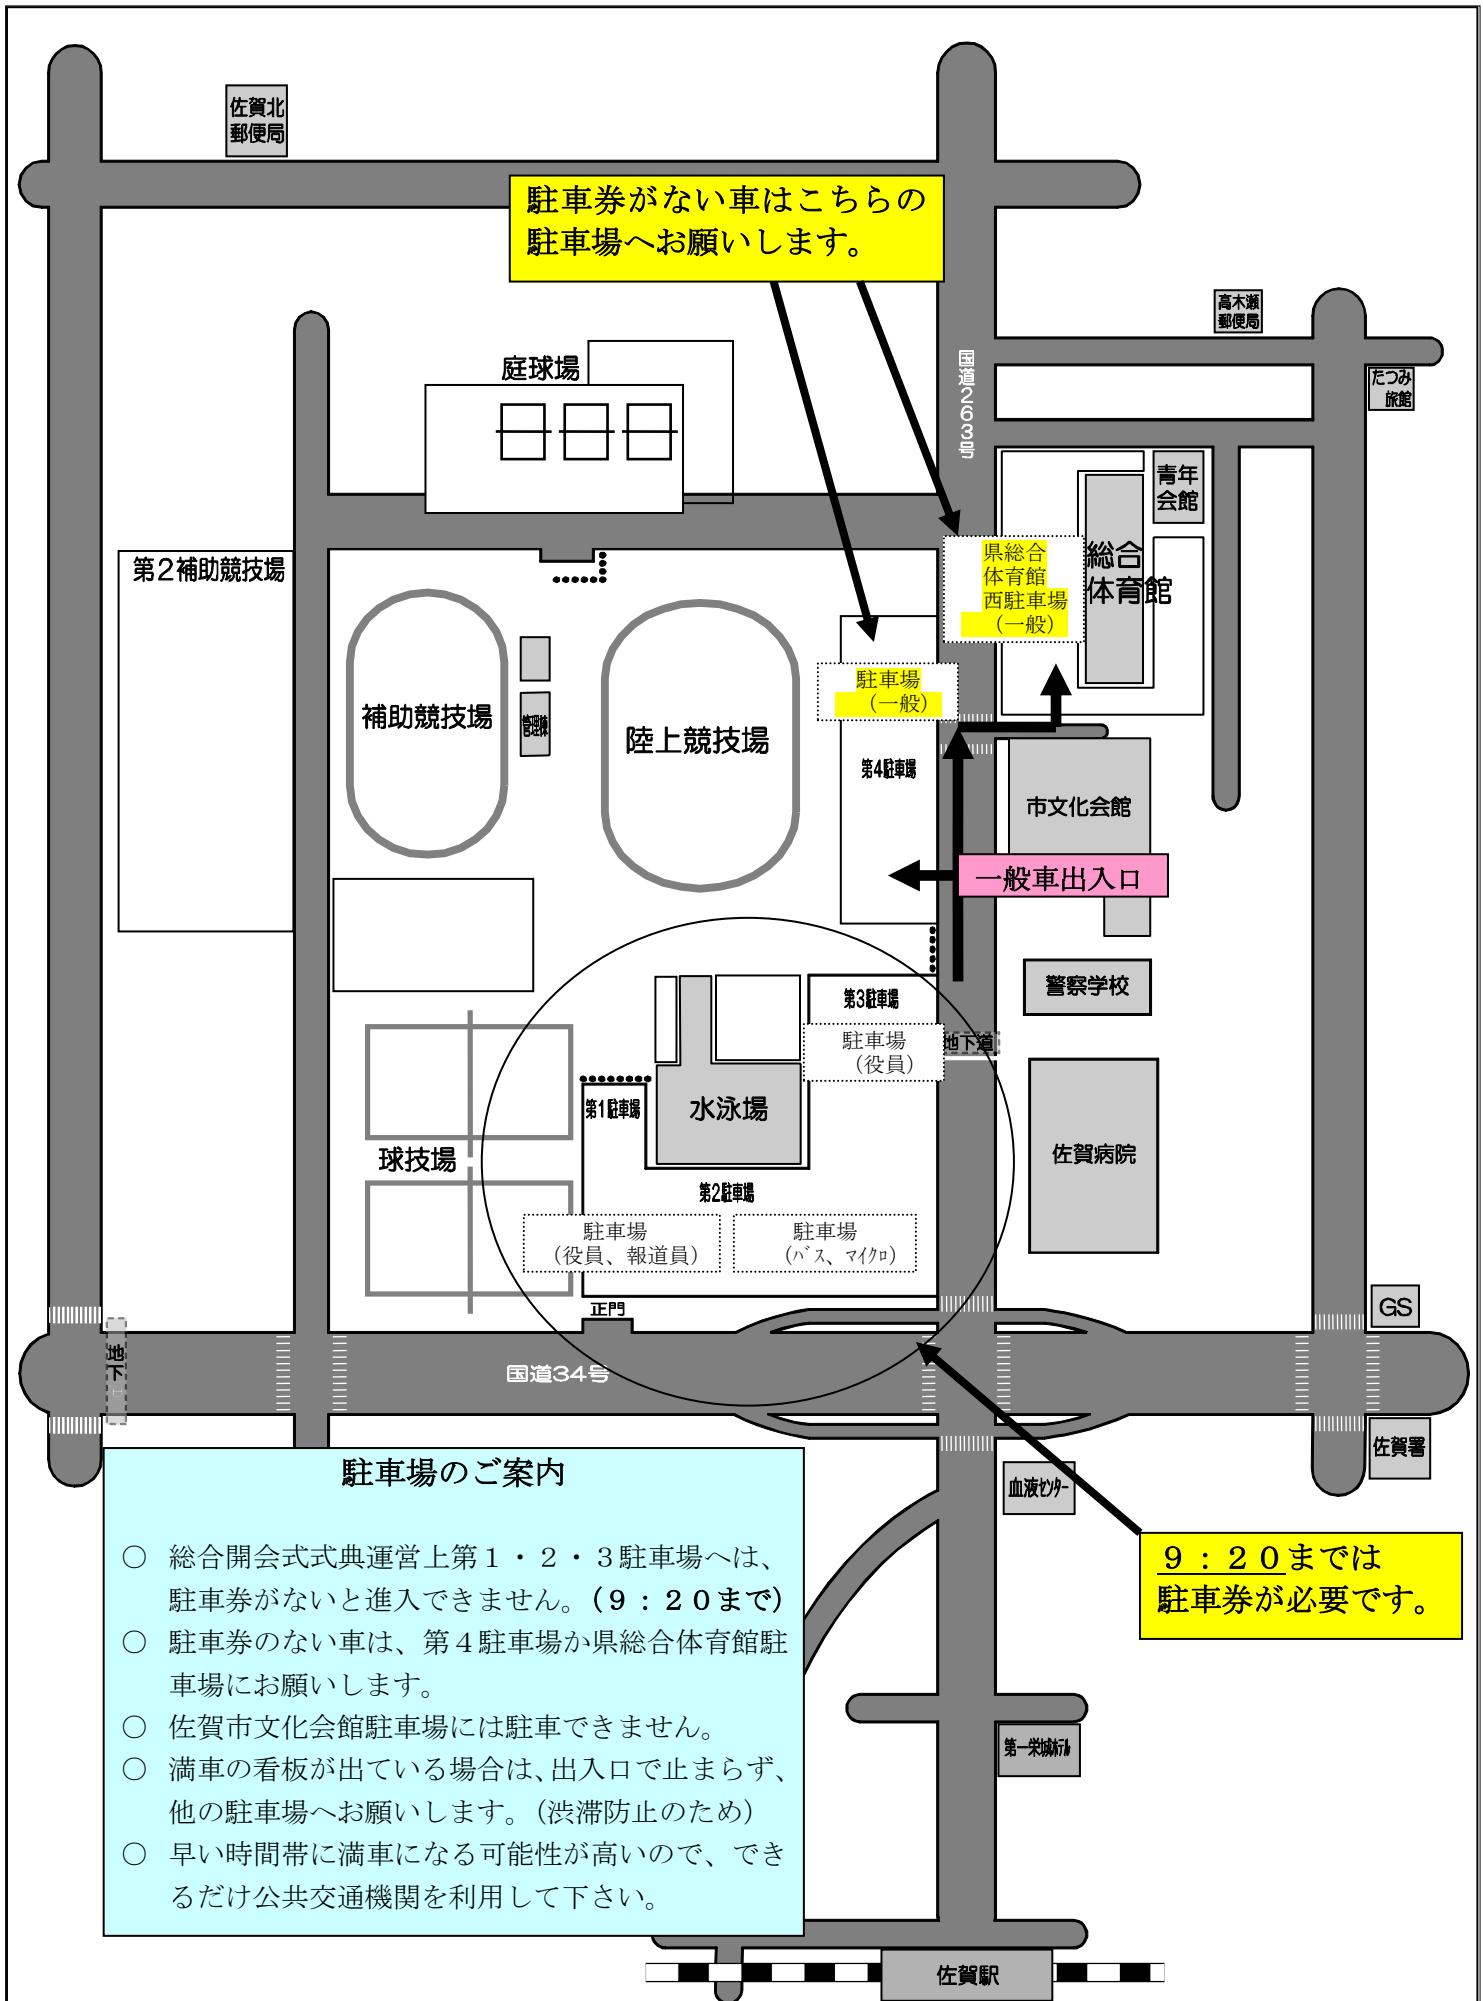 佐賀北
郵便局
駐車券がない車はこちらの
駐車場へお願いします。
高木瀬
郵便局
国道263号
たつみ
旅館
庭球場
青年
会館
総合
体育館
県総合
体育館
西駐車場
（一般）
第2補助競技場
補助競技場
管理棟
陸上競技場
駐車場
（一般）
第4駐車場
市文化会館
一般車出入口
警察学校
第3駐車場
駐車場
（役員）
地下道
第1駐車場
水泳場
球技場
佐賀病院
第2駐車場
駐車場
（役員、報道員）
駐車場
（ﾊﾞｽ、ﾏｲｸﾛ）
正門
GS
国道34号
佐賀署
血液ｾﾝﾀｰ
駐車場のご案内
○ 総合開会式式典運営上第１・２・３駐車場へは、
駐車券がないと進入できません。（９：２０まで）
○ 駐車券のない車は、第４駐車場か県総合体育館駐
車場にお願いします。
○ 佐賀市文化会館駐車場には駐車できません。
○ 満車の看板が出ている場合は、出入口で止まらず、
他の駐車場へお願いします。（渋滞防止のため）
○ 早い時間帯に満車になる可能性が高いので、でき
るだけ公共交通機関を利用して下さい。
９：２０までは
駐車券が必要です。
第一栄城ﾎﾃﾙ
佐賀駅